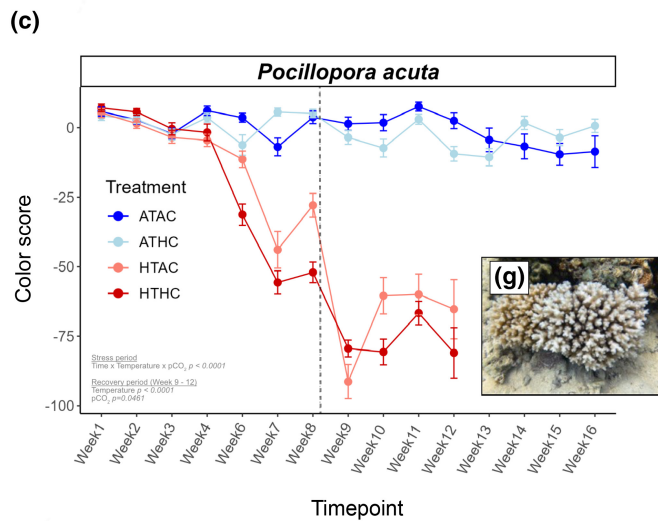 (c)
Pocillopora acuta
Color score
0
-25
-50
-75
-100
Treatment
ATAC
ATHC
HTAC
HTHC
Stress period
Time x Temperature x pCO2 p < 0.0001
Recovery period (Week 9 - 12)
Temperature p < 0.0001
pCO2 p=0.0461
(g)
Week1
Week2
Week3
Week4
Week6
Week7
Week8
Week9
Week10
Week11
Week12
Week13
Week14
Week15
Week16
Timepoint